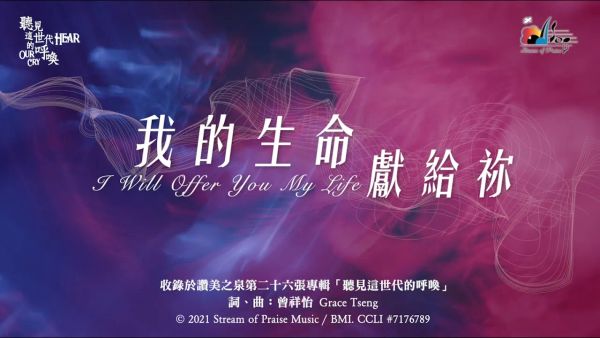 聽見
這世代 HEAR
的呼喚
OUR
CRY
Stream of Praise
我的生命
I Will Offer You My Life
獻給祢
收錄於讚美之泉第二十六張專輯「聽見這世代的呼喚」
詞、曲：曾祥怡 Grace Tseng
© 2021 Stream of Praise Music / BMI. CCLI #7176789